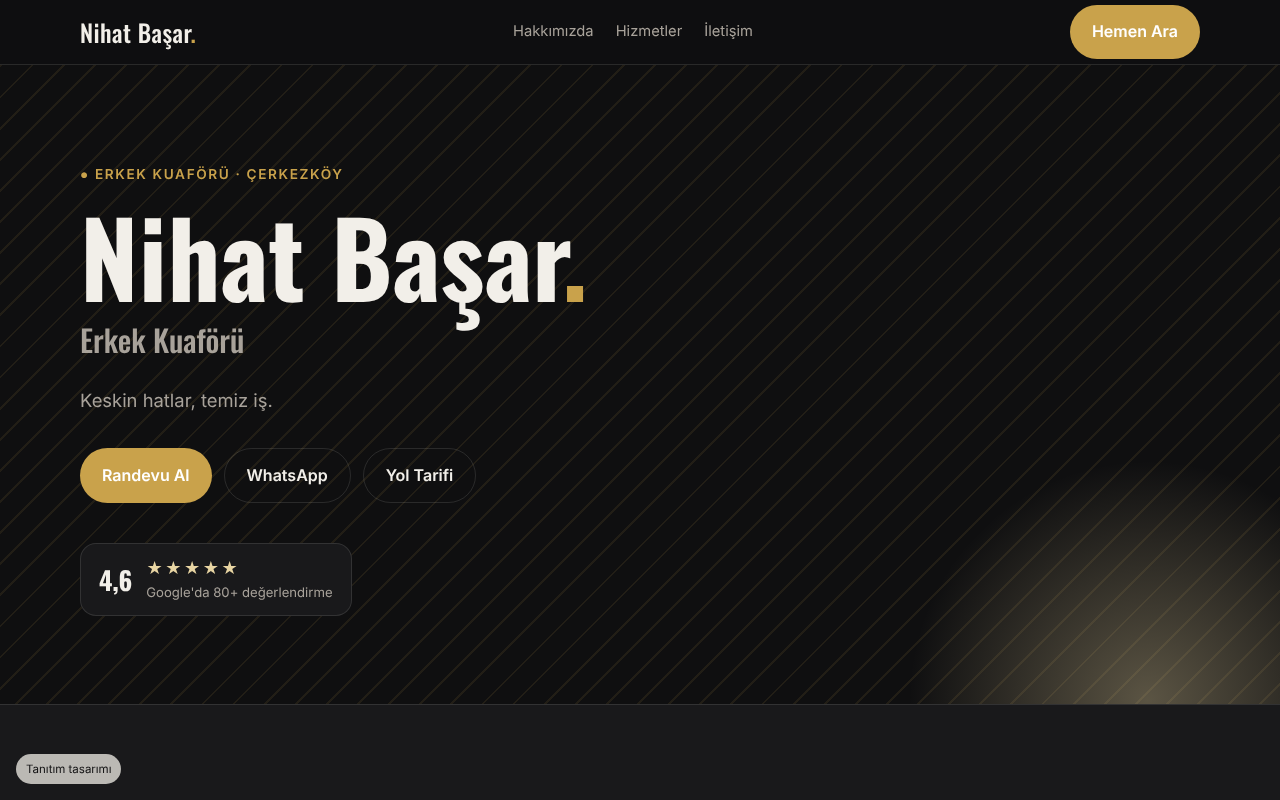 Nihat Başar.
Hakkımızda Hizmetler İletişim
Hemen Ara
• ERKEK KUAFÖRÜ · ÇERKEZKÖY
Nihat Başar.
Erkek Kuaförü
Keskin hatlar, temiz iş.
Randevu Al WhatsApp Yol Tarifi
4,6
★★★★★
Google'da 80+ değerlendirme
Tanıtım tasarımı